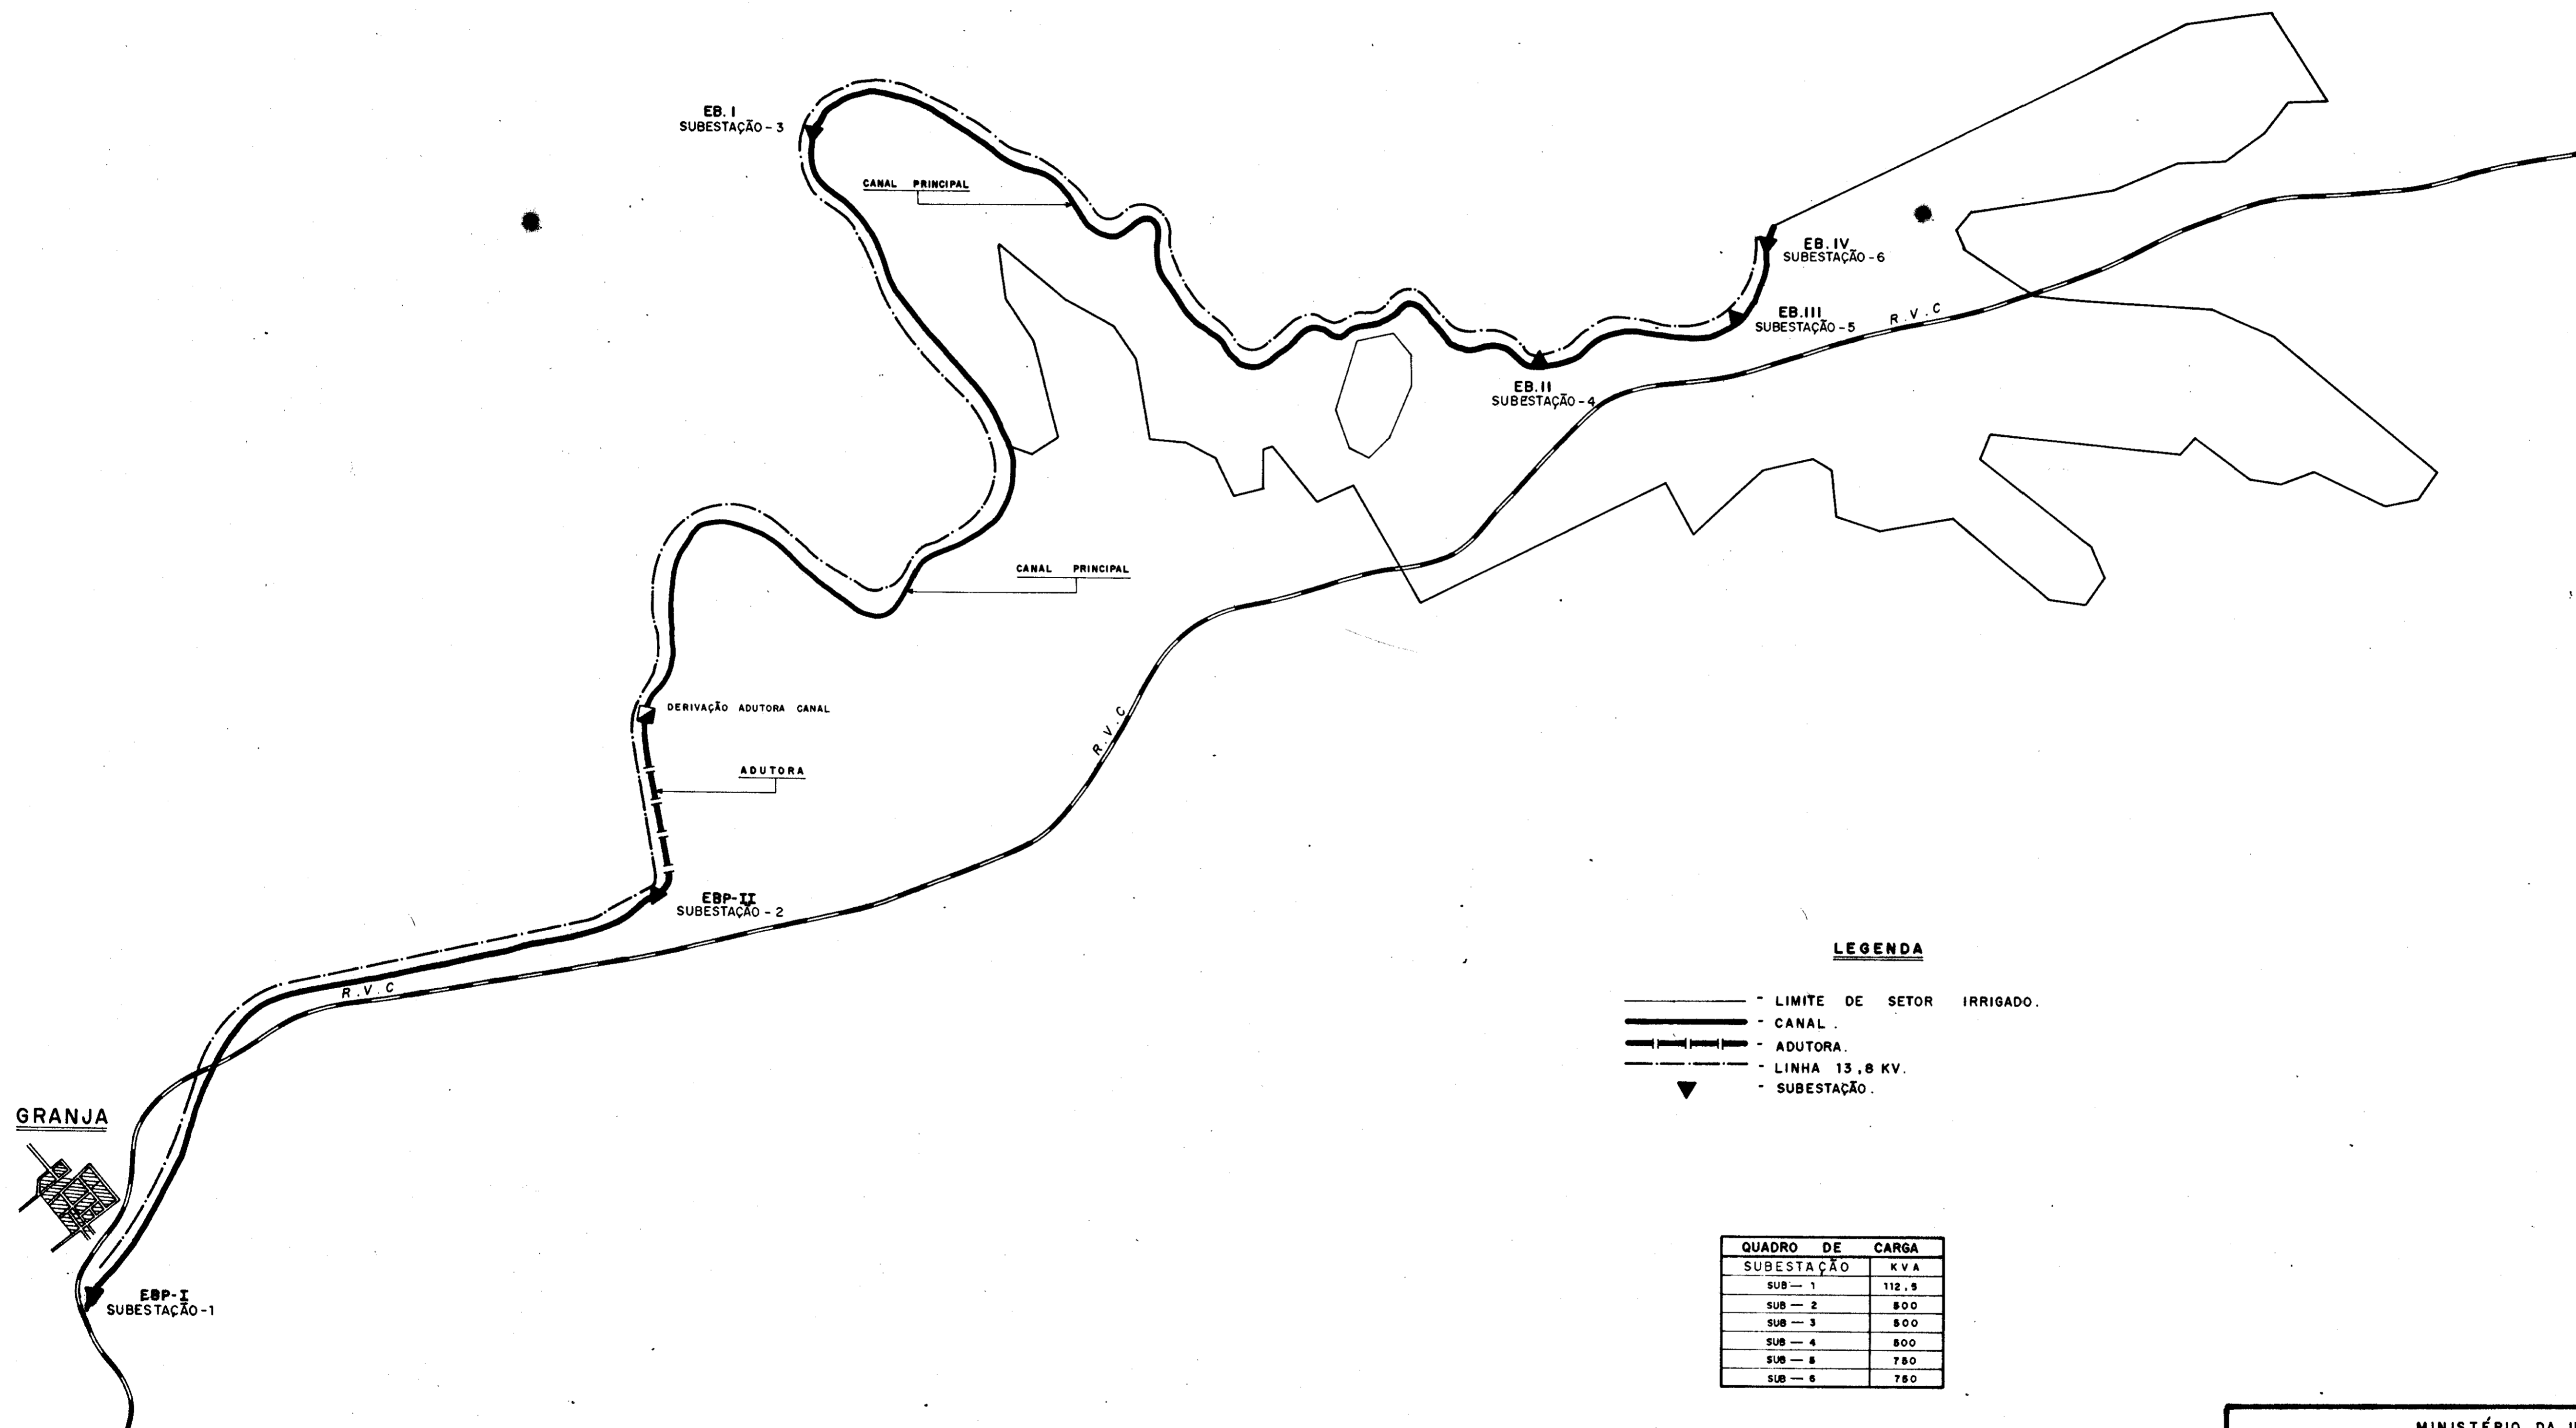 EB. I
SUBESTAÇÃO - 3
CANAL PRINCIPAL
EB. IV
SUBESTAÇÃO - 6
EB.III
SUBESTAÇÃO - 5
R.V.C
EB.II
SUBESTAÇÃO - 4
CANAL PRINCIPAL
DERIVAÇÃO ADUTORA CANAL
R.V.C
ADUTORA
EBP-II
SUBESTAÇÃO - 2
R.V.C
GRANJA
EBP-I
SUBESTAÇÃO - 1
LEGENDA
- LIMITE DE SETOR IRRIGADO.
- CANAL.
- ADUTORA.
- LINHA 13,8 KV.
- SUBESTAÇÃO.
QUADRO DE CARGA
SUBESTAÇÃO KVA
SUB — 1 112,5
SUB — 2 500
SUB — 3 500
SUB — 4 500
SUB — 5 750
SUB — 6 750
MINISTÉRIO DA